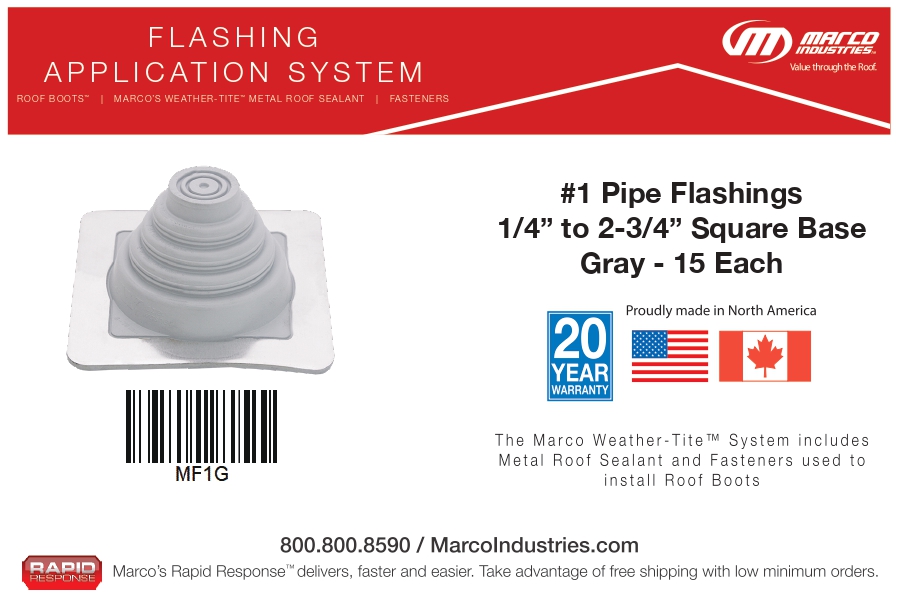 FLASHING
APPLICATION SYSTEM
ROOF BOOTS™ | MARCO'S WEATHER-TITE™ METAL ROOF SEALANT | FASTENERS
MARCO
INDUSTRIES™
Value through the Roof.
#1 Pipe Flashings
1/4” to 2-3/4” Square Base
Gray - 15 Each
20
YEAR
WARRANTY
Proudly made in North America
MF1G
The Marco Weather-Tite™ System includes
Metal Roof Sealant and Fasteners used to
install Roof Boots
800.800.8590 / MarcoIndustries.com
RAPID
RESPONSE
Marco’s Rapid Response™ delivers, faster and easier. Take advantage of free shipping with low minimum orders.